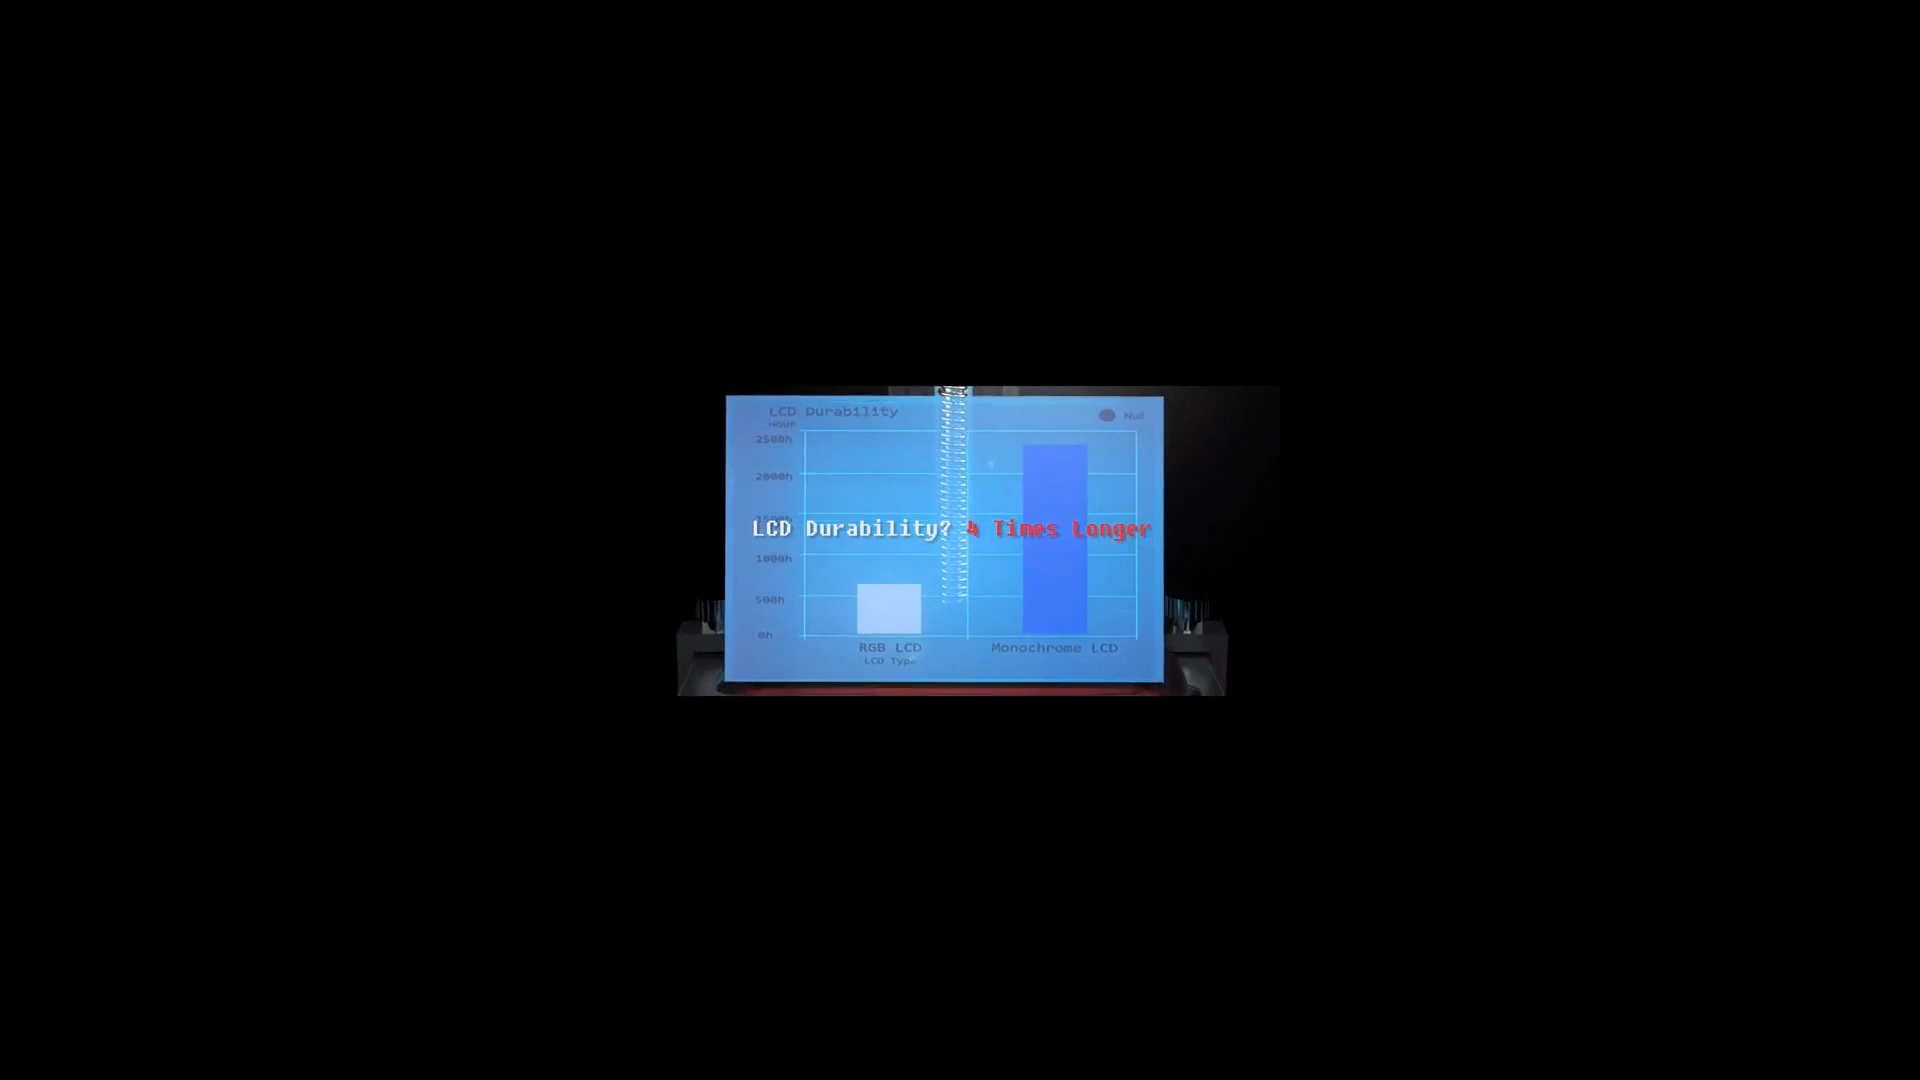 LCD Durability
Null
Hour
2500h
2000h
1500h
LCD Durability? 4 Times Longer
1000h
500h
0h
RGB LCD
Monochrome LCD
LCD Type